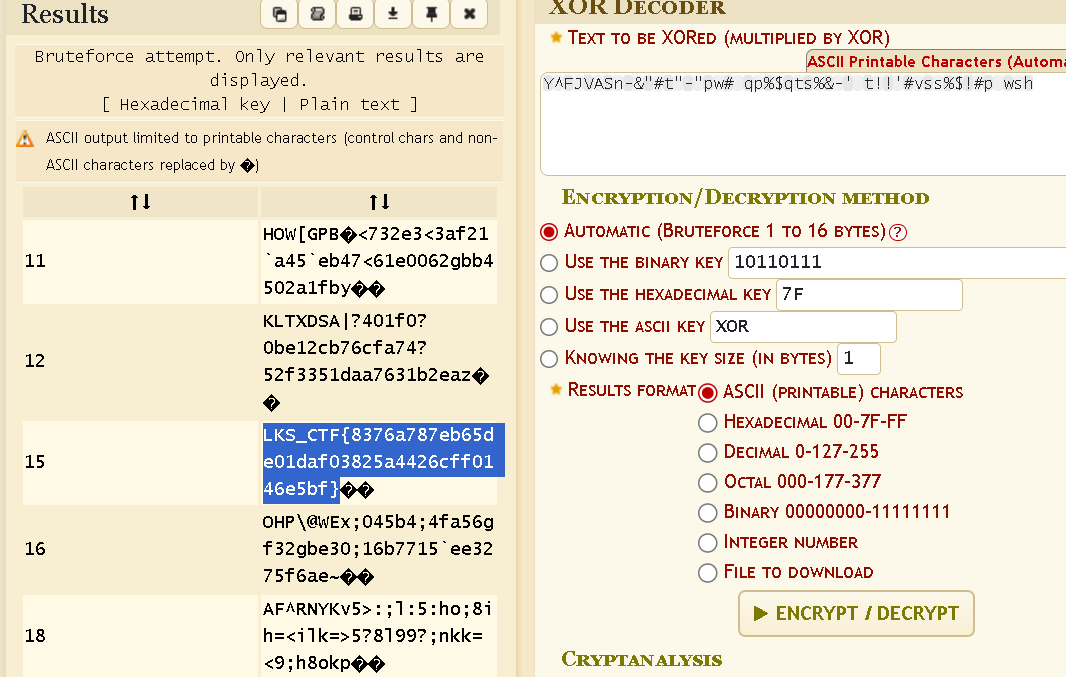 Results
Bruteforce attempt. Only relevant results are
displayed.
[ Hexadecimal key | Plain text ]
ASCII output limited to printable characters (control chars and non-
ASCII characters replaced by �)
↑↓ ↑↓
11
HOW[GPB�<732e3<3af21
`a45`eb47<61e0062gbb4
502a1fby��
12
KLTXDSA|?401f0?
0be12cb76cfa74?
52f3351daa7631b2eaz�
�
15
LKS_CTF{8376a787eb65d
e01daf03825a4426cff01
46e5bf}��
16
OHP\@WEx;045b4;4fa56g
f32gbe30;16b7715`ee32
75f6ae~��
18
AF^RNYKv5>:;l:5:ho;8i
h=<ilk=>5?8l99?;nkk=
<9;h8okp��
XOR Decoder
Text to be XORed (multiplied by XOR)
ASCII Printable Characters (Automa
Y^FJVASn-&"#t"-"pw# qp%$qts%&-' t!!'#vss%$!#p wsh
Encryption/Decryption method
Automatic (Bruteforce 1 to 16 bytes) ?
Use the binary key 10110111
Use the hexadecimal key 7F
Use the ascii key XOR
Knowing the key size (in bytes) 1
Results format ASCII (printable) characters
Hexadecimal 00-7F-FF
Decimal 0-127-255
Octal 000-177-377
Binary 00000000-11111111
Integer number
File to download
▶ Encrypt / Decrypt
Cryptanalysis